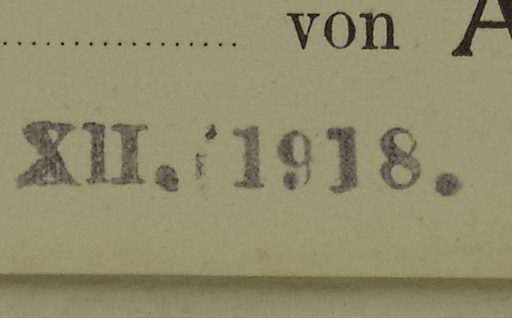 von A
XII. 1918.